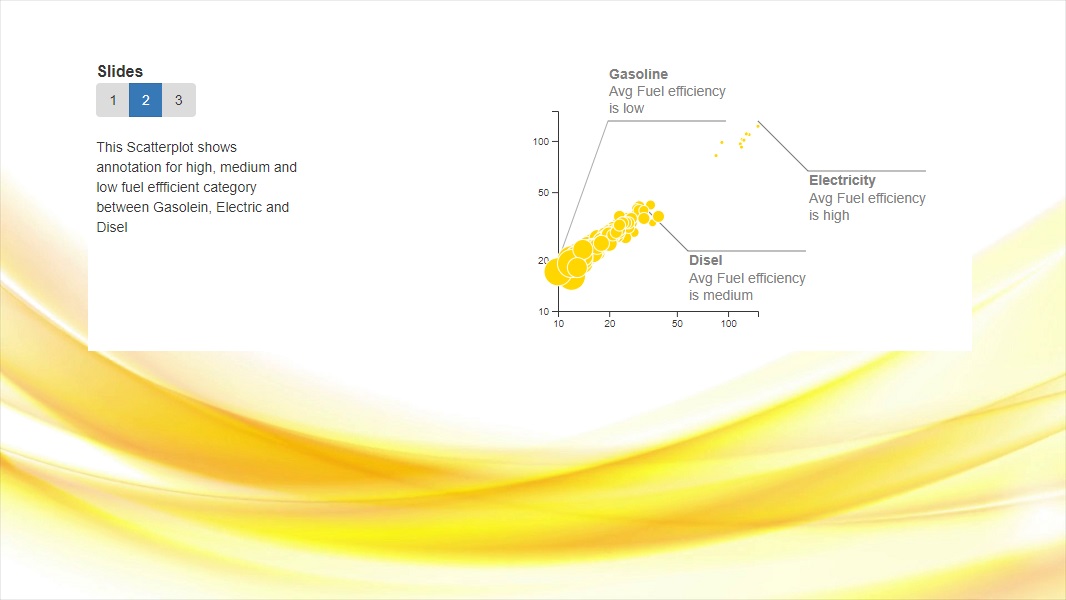 Slides
1 2 3
This Scatterplot shows
annotation for high, medium and
low fuel effficient category
between Gasolein, Electric and
Disel
Gasoline
Avg Fuel efficiency
is low
Electricity
Avg Fuel efficiency
is high
Disel
Avg Fuel efficiency
is medium
100
50
20
10
10 20 50 100